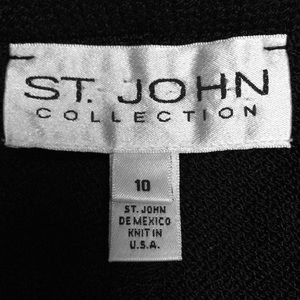 ST. JOHN
COLLECTION
10
ST. JOHN
DE MEXICO
KNIT IN
U.S.A.